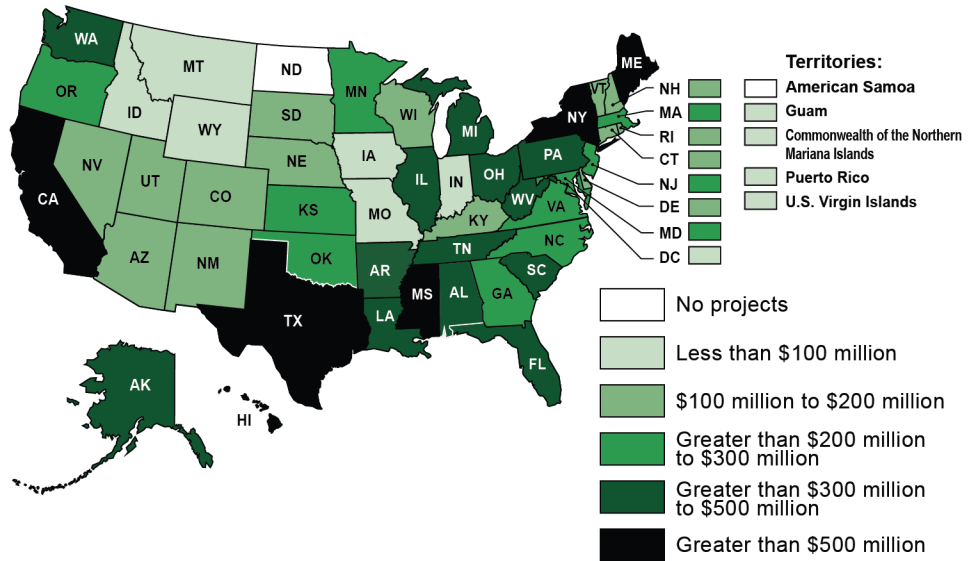 WA
MT
ND
MN
OR
ID
WY
SD
WI
MI
VT
ME
NY
NV
UT
CO
NE
IA
IL
IN
OH
PA
WV
VA
CA
AZ
NM
KS
MO
KY
NC
OK
AR
TN
SC
TX
LA
MS
AL
GA
FL
AK
HI
NH
MA
RI
CT
NJ
DE
MD
DC
Territories:
American Samoa
Guam
Commonwealth of the Northern
Mariana Islands
Puerto Rico
U.S. Virgin Islands
No projects
Less than $100 million
$100 million to $200 million
Greater than $200 million
to $300 million
Greater than $300 million
to $500 million
Greater than $500 million